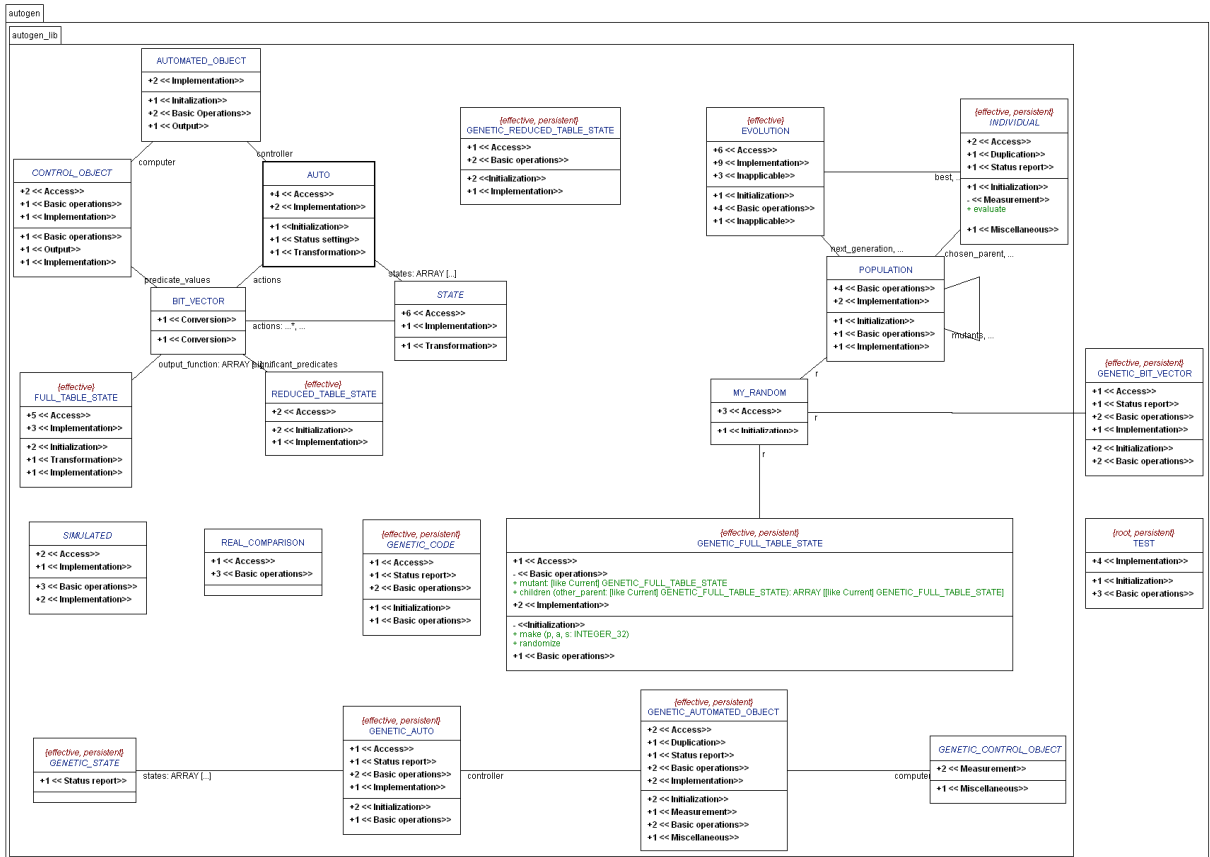 autogen
autogen_lib
AUTOMATED_OBJECT
+2 << Implementation>>
+1 << Initalization>>
+2 << Basic Operations>>
+1 << Output>>
computer
controller
CONTROL_OBJECT
+2 << Access>>
+1 << Basic operations>>
+1 << Implementation>>
+1 << Basic operations>>
+1 << Output>>
+1 << Implementation>>
AUTO
+4 << Access>>
+2 << Implementation>>
+1 <<Initialization>>
+1 << Status setting>>
+1 << Transformation>>
{effective, persistent}
GENETIC_REDUCED_TABLE_STATE
+1 << Access>>
+2 << Basic operations>>
+2 <<Initialization>>
+1 << Implementation>>
{effective}
EVOLUTION
+6 << Access>>
+9 << Implementation>>
+3 << Inapplicable>>
+1 << Initialization>>
+4 << Basic operations>>
+1 << Inapplicable>>
best, ...
{effective, persistent}
INDIVIDUAL
+2 << Access>>
+1 << Duplication>>
+1 << Status report>>
+1 << Initialization>>
- << Measurement>>
+ evaluate
+1 << Miscellaneous>>
next_generation, ...
chosen_parent, ...
predicate_values
actions
states: ARRAY [...]
BIT_VECTOR
+1 << Conversion>>
+1 << Conversion>>
actions: ...*, ...
STATE
+6 << Access>>
+1 << Implementation>>
+1 << Transformation>>
POPULATION
+4 << Basic operations>>
+2 << Implementation>>
+1 << Initialization>>
+1 << Basic operations>>
+1 << Implementation>>
mutants, ...
output_function: ARRAY
significant_predicates
{effective}
FULL_TABLE_STATE
+5 << Access>>
+3 << Implementation>>
+2 << Initialization>>
+1 << Transformation>>
+1 << Implementation>>
{effective}
REDUCED_TABLE_STATE
+2 << Access>>
+2 << Initialization>>
+1 << Implementation>>
r
MY_RANDOM
+3 << Access>>
+1 << Initialization>>
r
r
{effective, persistent}
GENETIC_BIT_VECTOR
+1 << Access>>
+1 << Status report>>
+2 << Basic operations>>
+1 << Implementation>>
+2 << Initialization>>
+2 << Basic operations>>
SIMULATED
+2 << Access>>
+1 << Implementation>>
+3 << Basic operations>>
+2 << Implementation>>
REAL_COMPARISON
+1 << Access>>
+3 << Basic operations>>
{effective, persistent}
GENETIC_CODE
+1 << Access>>
+1 << Status report>>
+2 << Basic operations>>
+1 << Initialization>>
+1 << Basic operations>>
{effective, persistent}
GENETIC_FULL_TABLE_STATE
+1 << Access>>
- << Basic operations>>
+ mutant: [like Current] GENETIC_FULL_TABLE_STATE
+ children (other_parent: [like Current] GENETIC_FULL_TABLE_STATE): ARRAY [[like Current] GENETIC_FULL_TABLE_STATE]
+2 << Implementation>>
- <<Initialization>>
+ make (p, a, s: INTEGER_32)
+ randomize
+1 << Basic operations>>
{root, persistent}
TEST
+4 << Implementation>>
+1 << Initialization>>
+3 << Basic operations>>
{effective, persistent}
GENETIC_STATE
+1 << Status report>>
states: ARRAY [...]
{effective, persistent}
GENETIC_AUTO
+1 << Access>>
+1 << Status report>>
+2 << Basic operations>>
+1 << Implementation>>
+2 << Initialization>>
+1 << Basic operations>>
controller
{effective, persistent}
GENETIC_AUTOMATED_OBJECT
+2 << Access>>
+1 << Duplication>>
+1 << Status report>>
+2 << Basic operations>>
+2 << Implementation>>
+2 << Initialization>>
+1 << Measurement>>
+2 << Basic operations>>
+1 << Miscellaneous>>
computer
GENETIC_CONTROL_OBJECT
+2 << Measurement>>
+1 << Miscellaneous>>